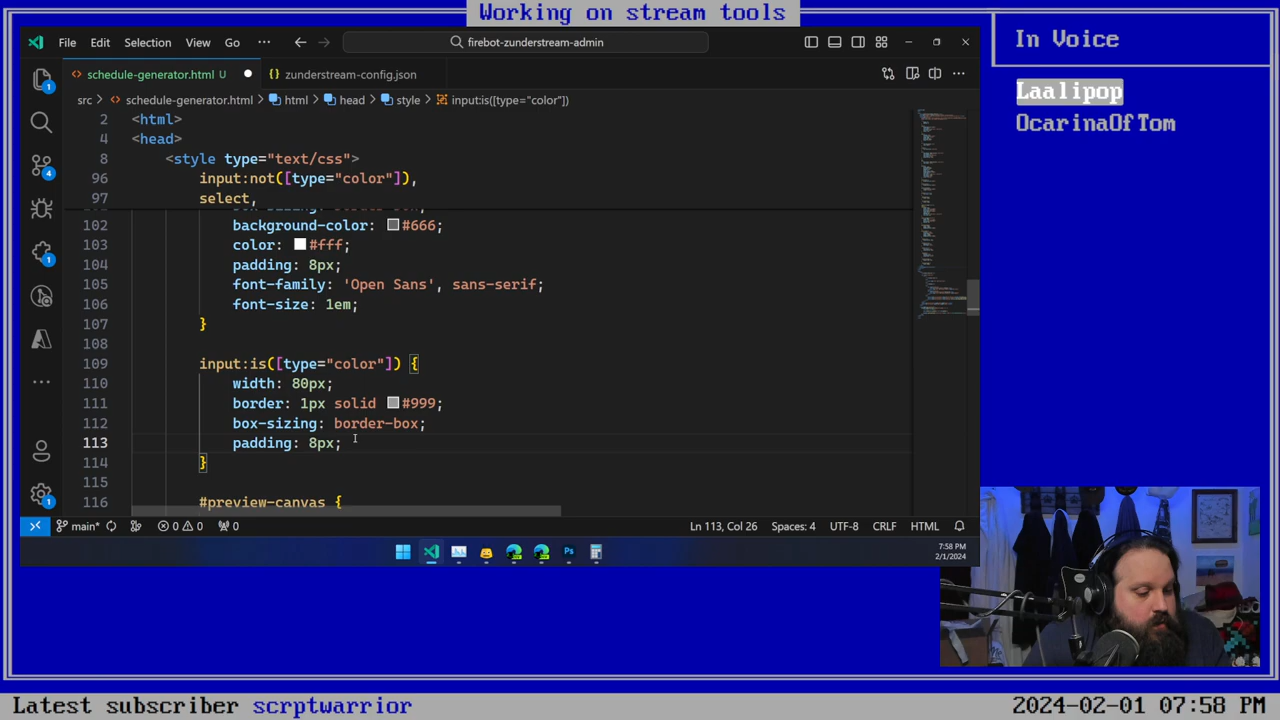 Working on stream tools
File Edit Selection View Go ··· firebot-zunderstream-admin
schedule-generator.html U zunderstream-config.json
src > schedule-generator.html > html > head > style > input:is([type="color"])
2 <html>
4 <head>
8 <style type="text/css">
96 input:not([type="color"]),
97 select,
102 background-color: #666;
103 color: #fff;
104 padding: 8px;
105 font-family: 'Open Sans', sans-serif;
106 font-size: 1em;
107 }
108
109 input:is([type="color"]) {
110 width: 80px;
111 border: 1px solid #999;
112 box-sizing: border-box;
113 padding: 8px;
114 }
115
116 #preview-canvas {
main* 0 0 0 Ln 113, Col 26 Spaces: 4 UTF-8 CRLF HTML
7:58 PM
2/1/2024
In Voice
Laalipop
OcarinaOfTom
Latest subscriber scrptwarrior
2024-02-01 07:58 PM